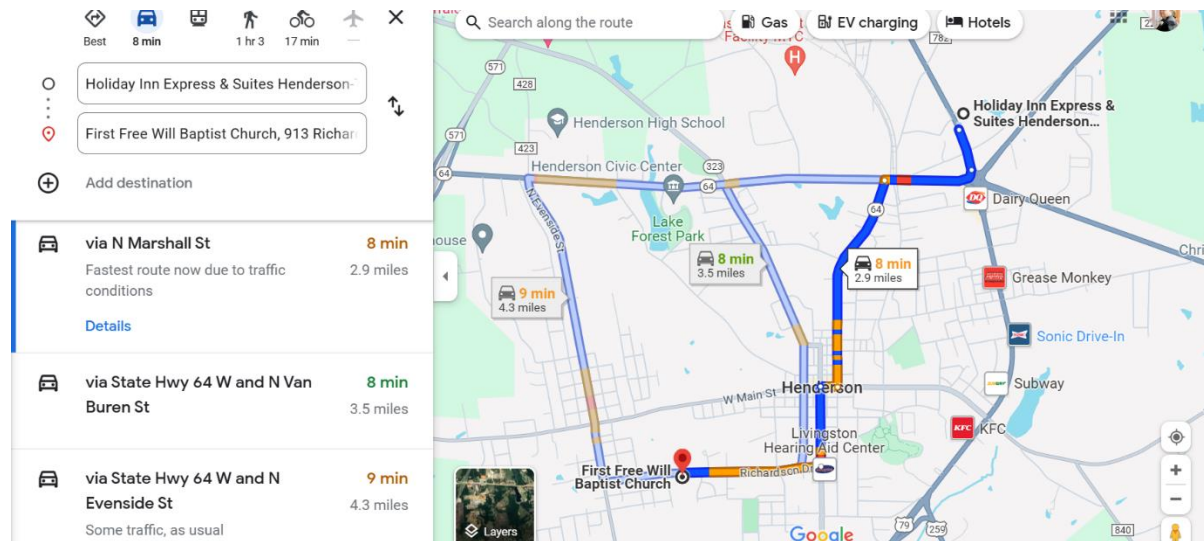 Best
8 min
1 hr 3
17 min
—
Holiday Inn Express & Suites Henderson-
First Free Will Baptist Church, 913 Richar
Add destination
via N Marshall St
8 min
Fastest route now due to traffic
conditions
2.9 miles
Details
via State Hwy 64 W and N Van
Buren St
8 min
3.5 miles
via State Hwy 64 W and N
Evenside St
9 min
4.3 miles
Some traffic, as usual
Search along the route
Gas
EV charging
Hotels
782
H
571
428
Henderson High School
Holiday Inn Express &
Suites Henderson...
571
423
Henderson Civic Center
323
64
64
N Evenside St
Dairy Queen
64
Lake
Forest Park
ouse
Chri
8 min
3.5 miles
8 min
2.9 miles
Grease Monkey
9 min
4.3 miles
Sonic Drive-In
Henderson
Subway
W Main St
KFC
KFC
Livingston
Hearing Aid Center
First Free Will
Baptist Church
Richardson Dr
Layers
Google
79
259
840